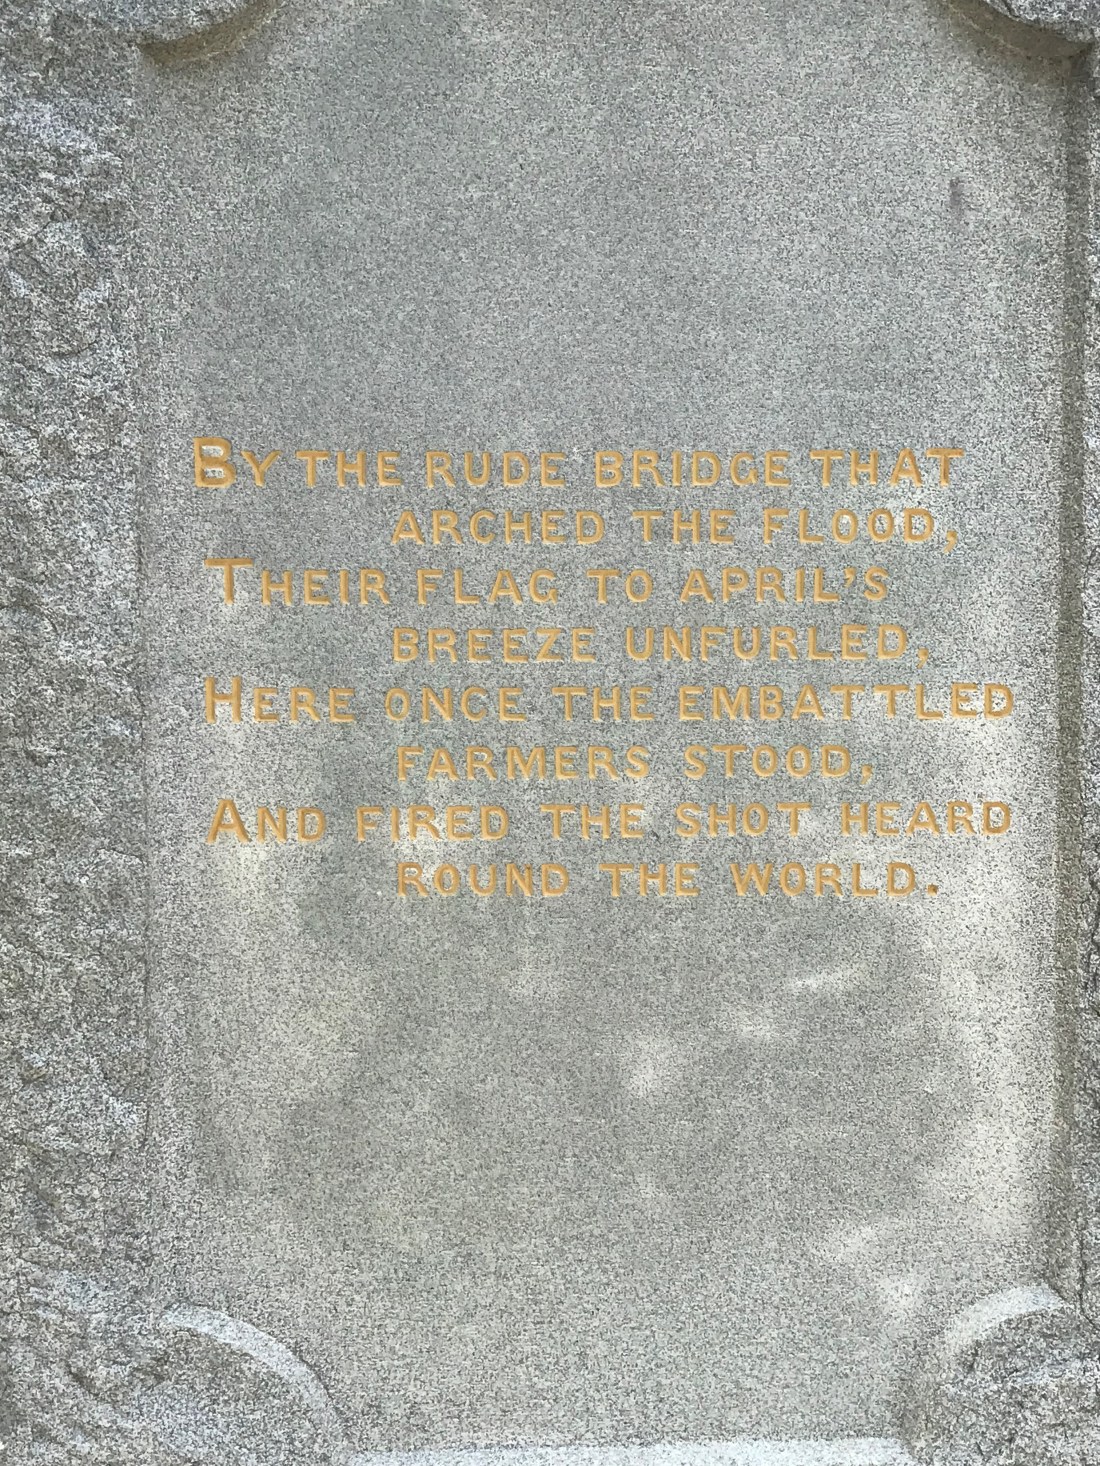 BY THE RUDE BRIDGE THAT
ARCHED THE FLOOD,
THEIR FLAG TO APRIL'S
BREEZE UNFURLED,
HERE ONCE THE EMBATTLED
FARMERS STOOD,
AND FIRED THE SHOT HEARD
ROUND THE WORLD.